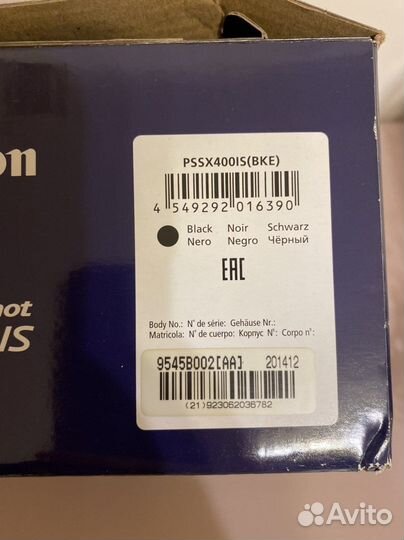 PSSX400IS(BKE)
4 549292 016390
Black Noir Schwarz
Nero Negro Чёрный
on
EAC
not
IS
Body No.: N° de série: Gehäuse Nr.:
Matricola: N° de cuerpo: Корпус N°: Corpo n°:
9545B002[AA] 201412
(21)923062036782
Avito